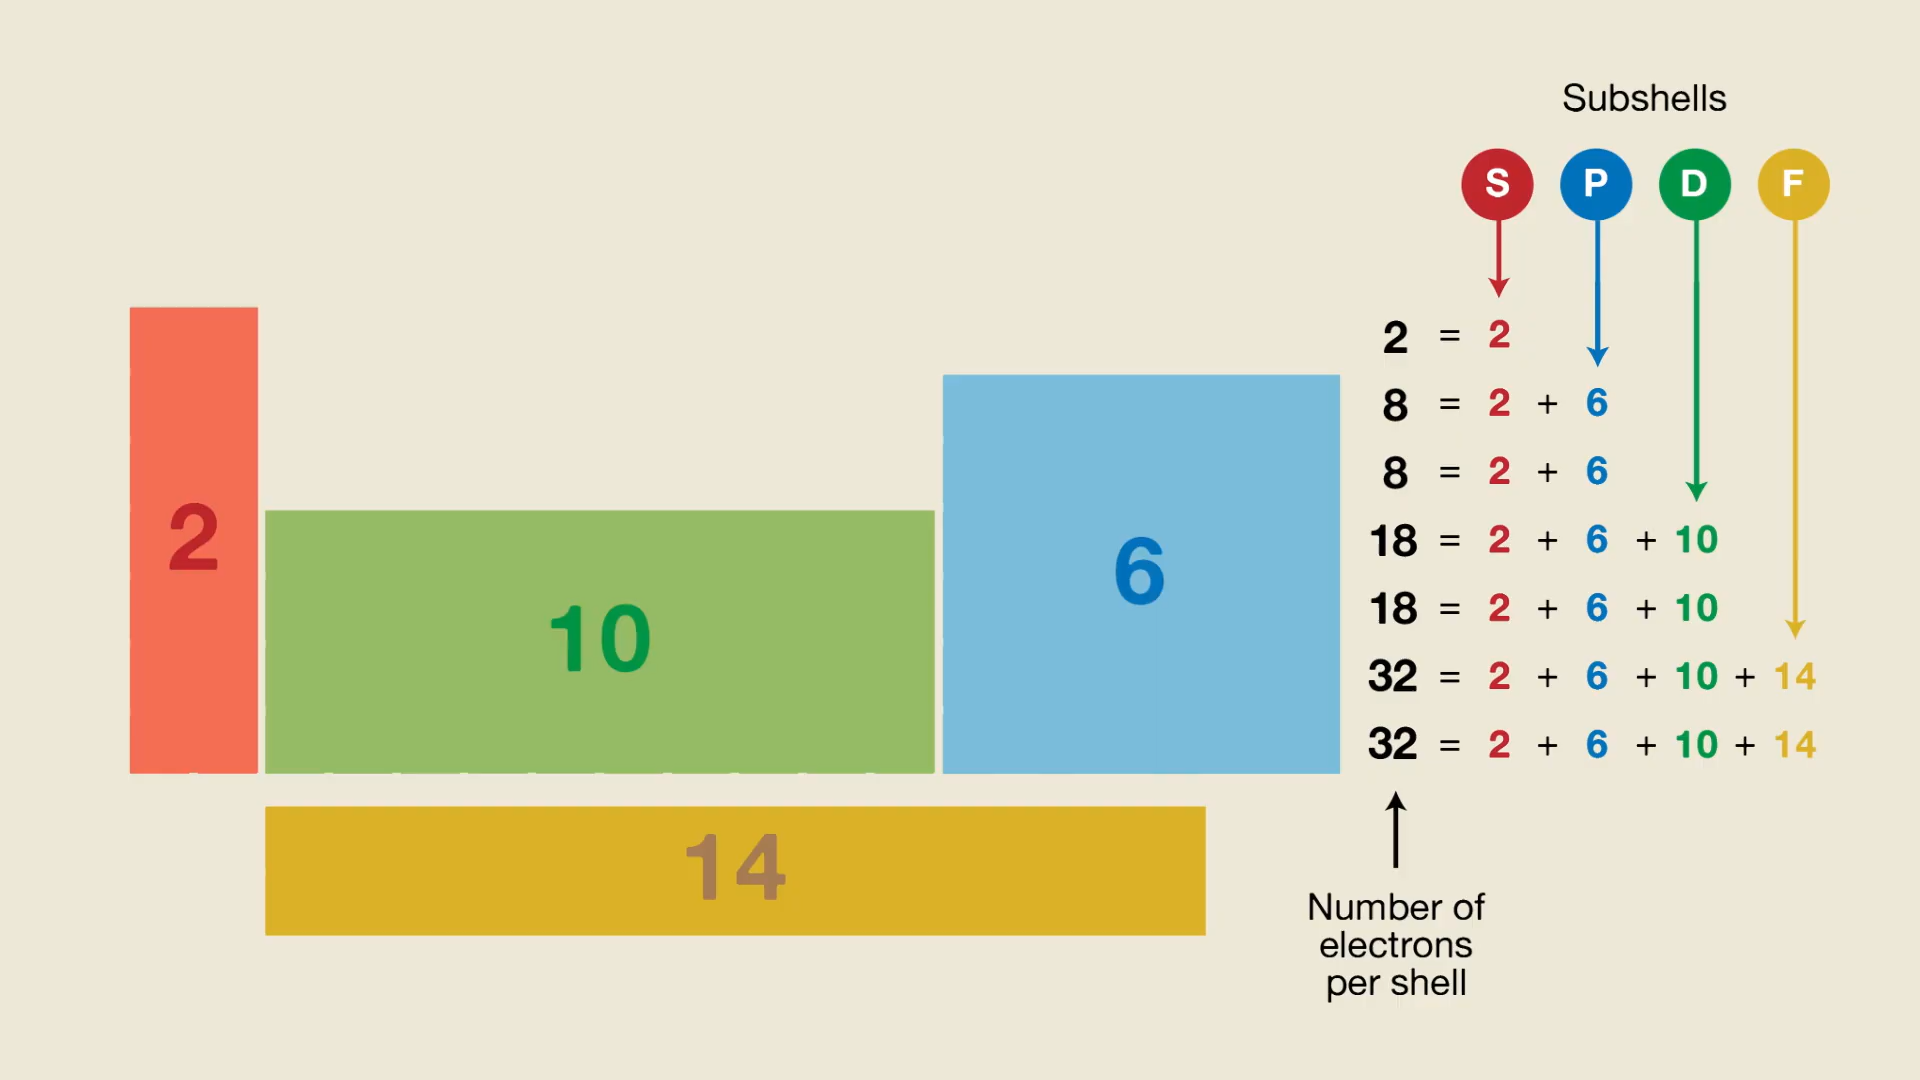 Subshells
S P D F
2 = 2
8 = 2 + 6
8 = 2 + 6
18 = 2 + 6 + 10
18 = 2 + 6 + 10
32 = 2 + 6 + 10 + 14
32 = 2 + 6 + 10 + 14
2
10
6
14
Number of
electrons
per shell